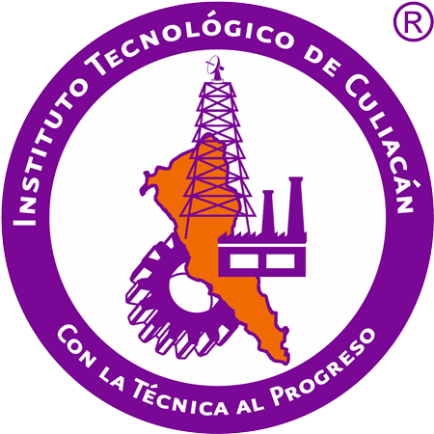 ®
INSTITUTO TECNOLÓGICO DE CULIACÁN
CON LA TÉCNICA AL PROGRESO